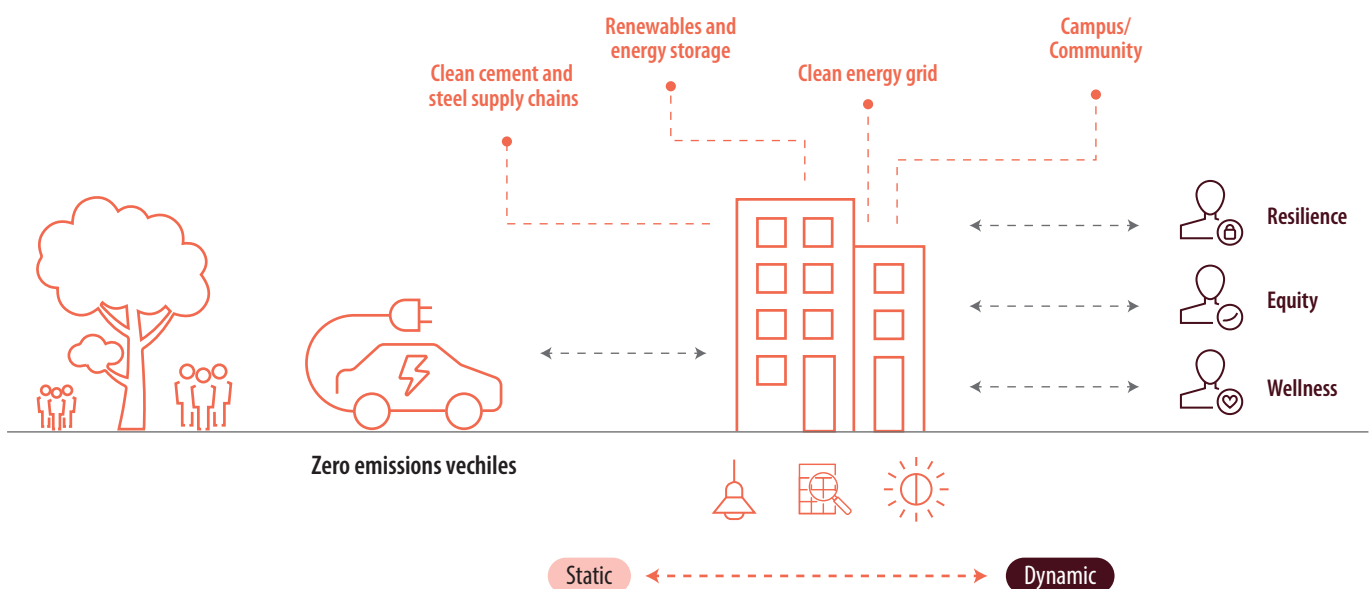 Renewables and
energy storage
Campus/
Community
Clean cement and
steel supply chains
Clean energy grid
Resilience
Equity
Wellness
Zero emissions vechiles
Static
Dynamic